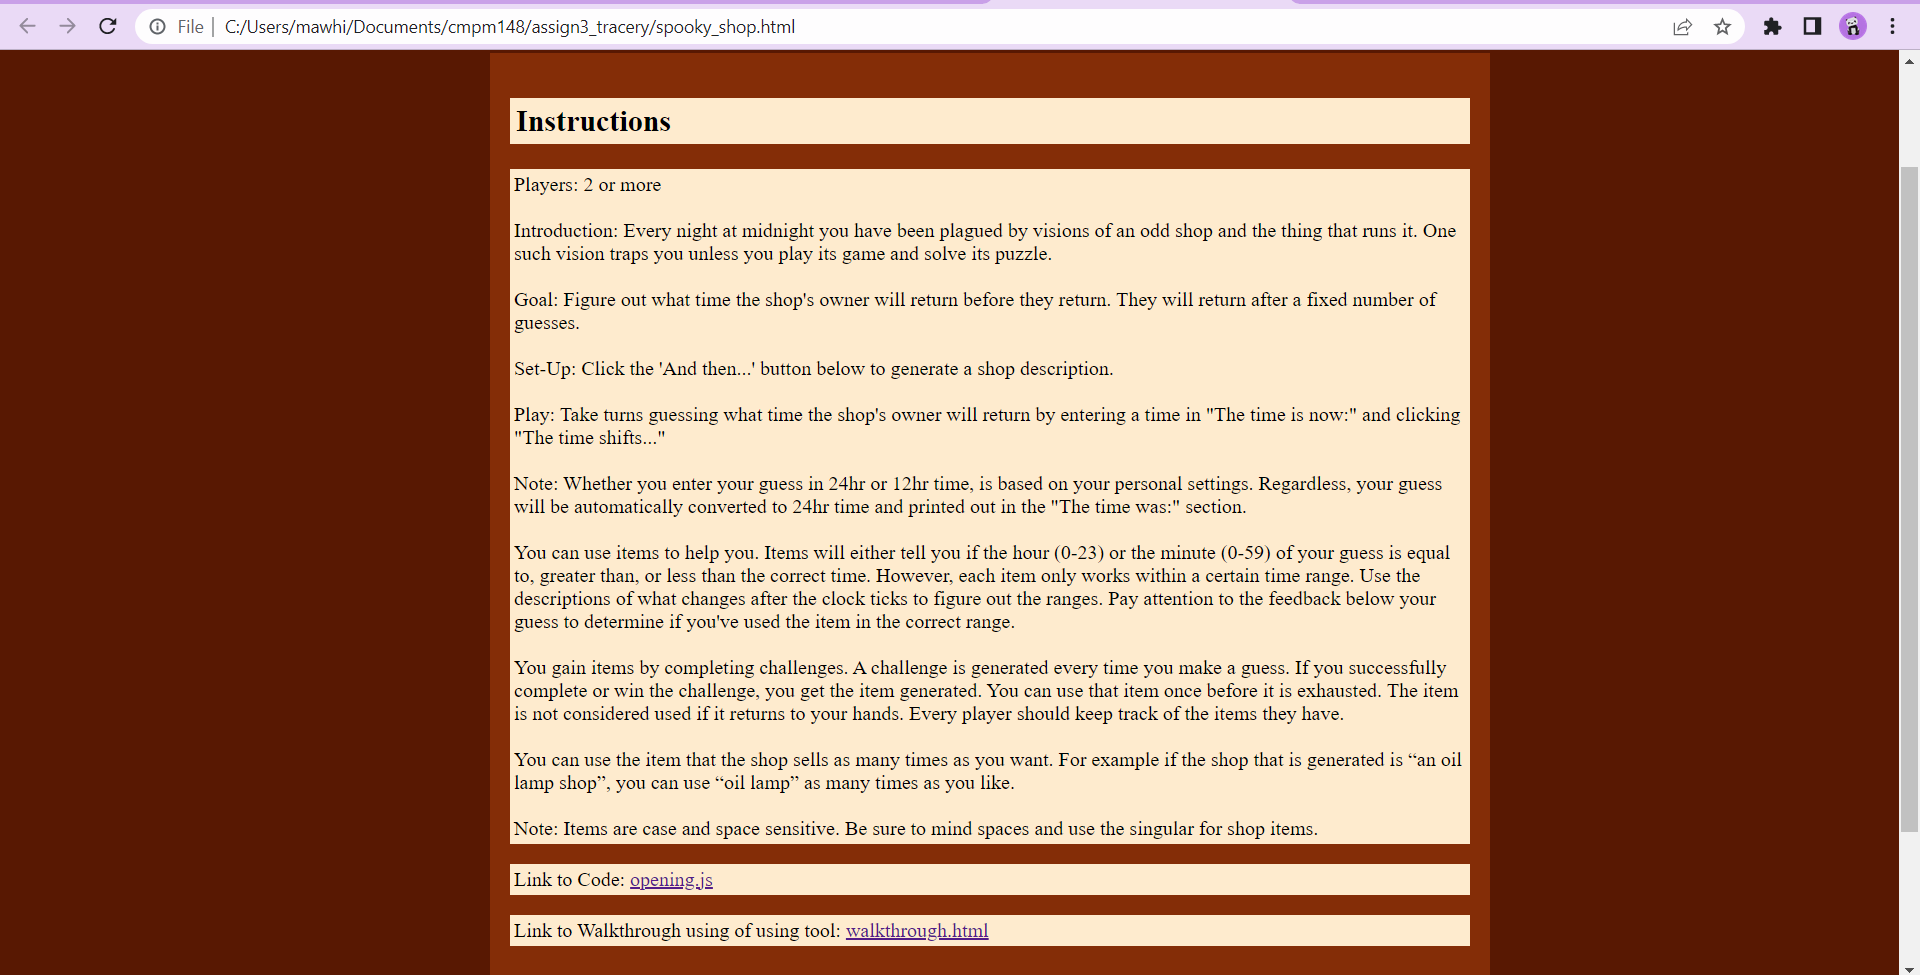 File | C:/Users/mawhi/Documents/cmpm148/assign3_tracery/spooky_shop.html
Instructions
Players: 2 or more
Introduction: Every night at midnight you have been plagued by visions of an odd shop and the thing that runs it. One
such vision traps you unless you play its game and solve its puzzle.
Goal: Figure out what time the shop's owner will return before they return. They will return after a fixed number of
guesses.
Set-Up: Click the 'And then...' button below to generate a shop description.
Play: Take turns guessing what time the shop's owner will return by entering a time in "The time is now:" and clicking
"The time shifts..."
Note: Whether you enter your guess in 24hr or 12hr time, is based on your personal settings. Regardless, your guess
will be automatically converted to 24hr time and printed out in the "The time was:" section.
You can use items to help you. Items will either tell you if the hour (0-23) or the minute (0-59) of your guess is equal
to, greater than, or less than the correct time. However, each item only works within a certain time range. Use the
descriptions of what changes after the clock ticks to figure out the ranges. Pay attention to the feedback below your
guess to determine if you've used the item in the correct range.
You gain items by completing challenges. A challenge is generated every time you make a guess. If you successfully
complete or win the challenge, you get the item generated. You can use that item once before it is exhausted. The item
is not considered used if it returns to your hands. Every player should keep track of the items they have.
You can use the item that the shop sells as many times as you want. For example if the shop that is generated is “an oil
lamp shop”, you can use “oil lamp” as many times as you like.
Note: Items are case and space sensitive. Be sure to mind spaces and use the singular for shop items.
Link to Code: opening.js
Link to Walkthrough using of using tool: walkthrough.html